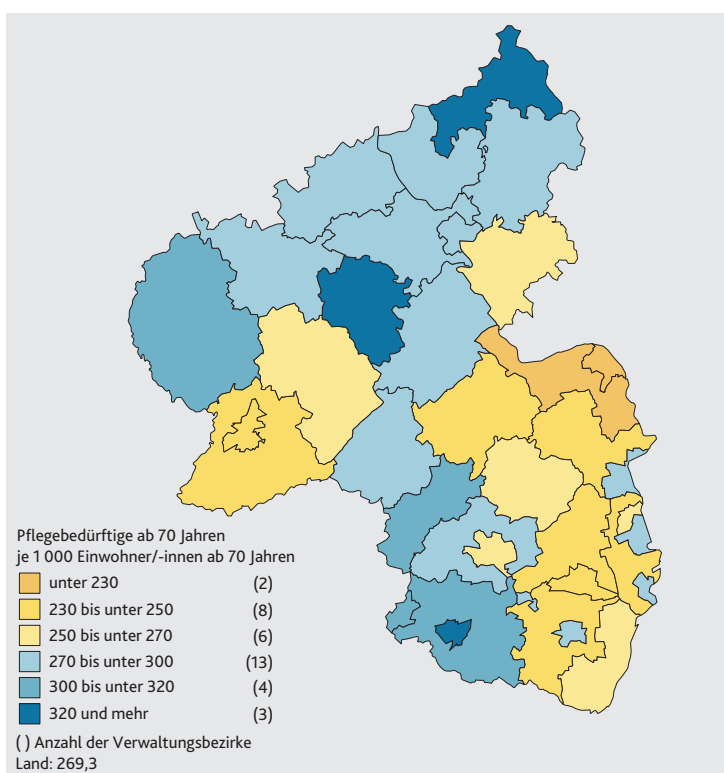 Pflegebedürftige ab 70 Jahren
je 1 000 Einwohner/-innen ab 70 Jahren
unter 230 (2)
230 bis unter 250 (8)
250 bis unter 270 (6)
270 bis unter 300 (13)
300 bis unter 320 (4)
320 und mehr (3)
( ) Anzahl der Verwaltungsbezirke
Land: 269,3